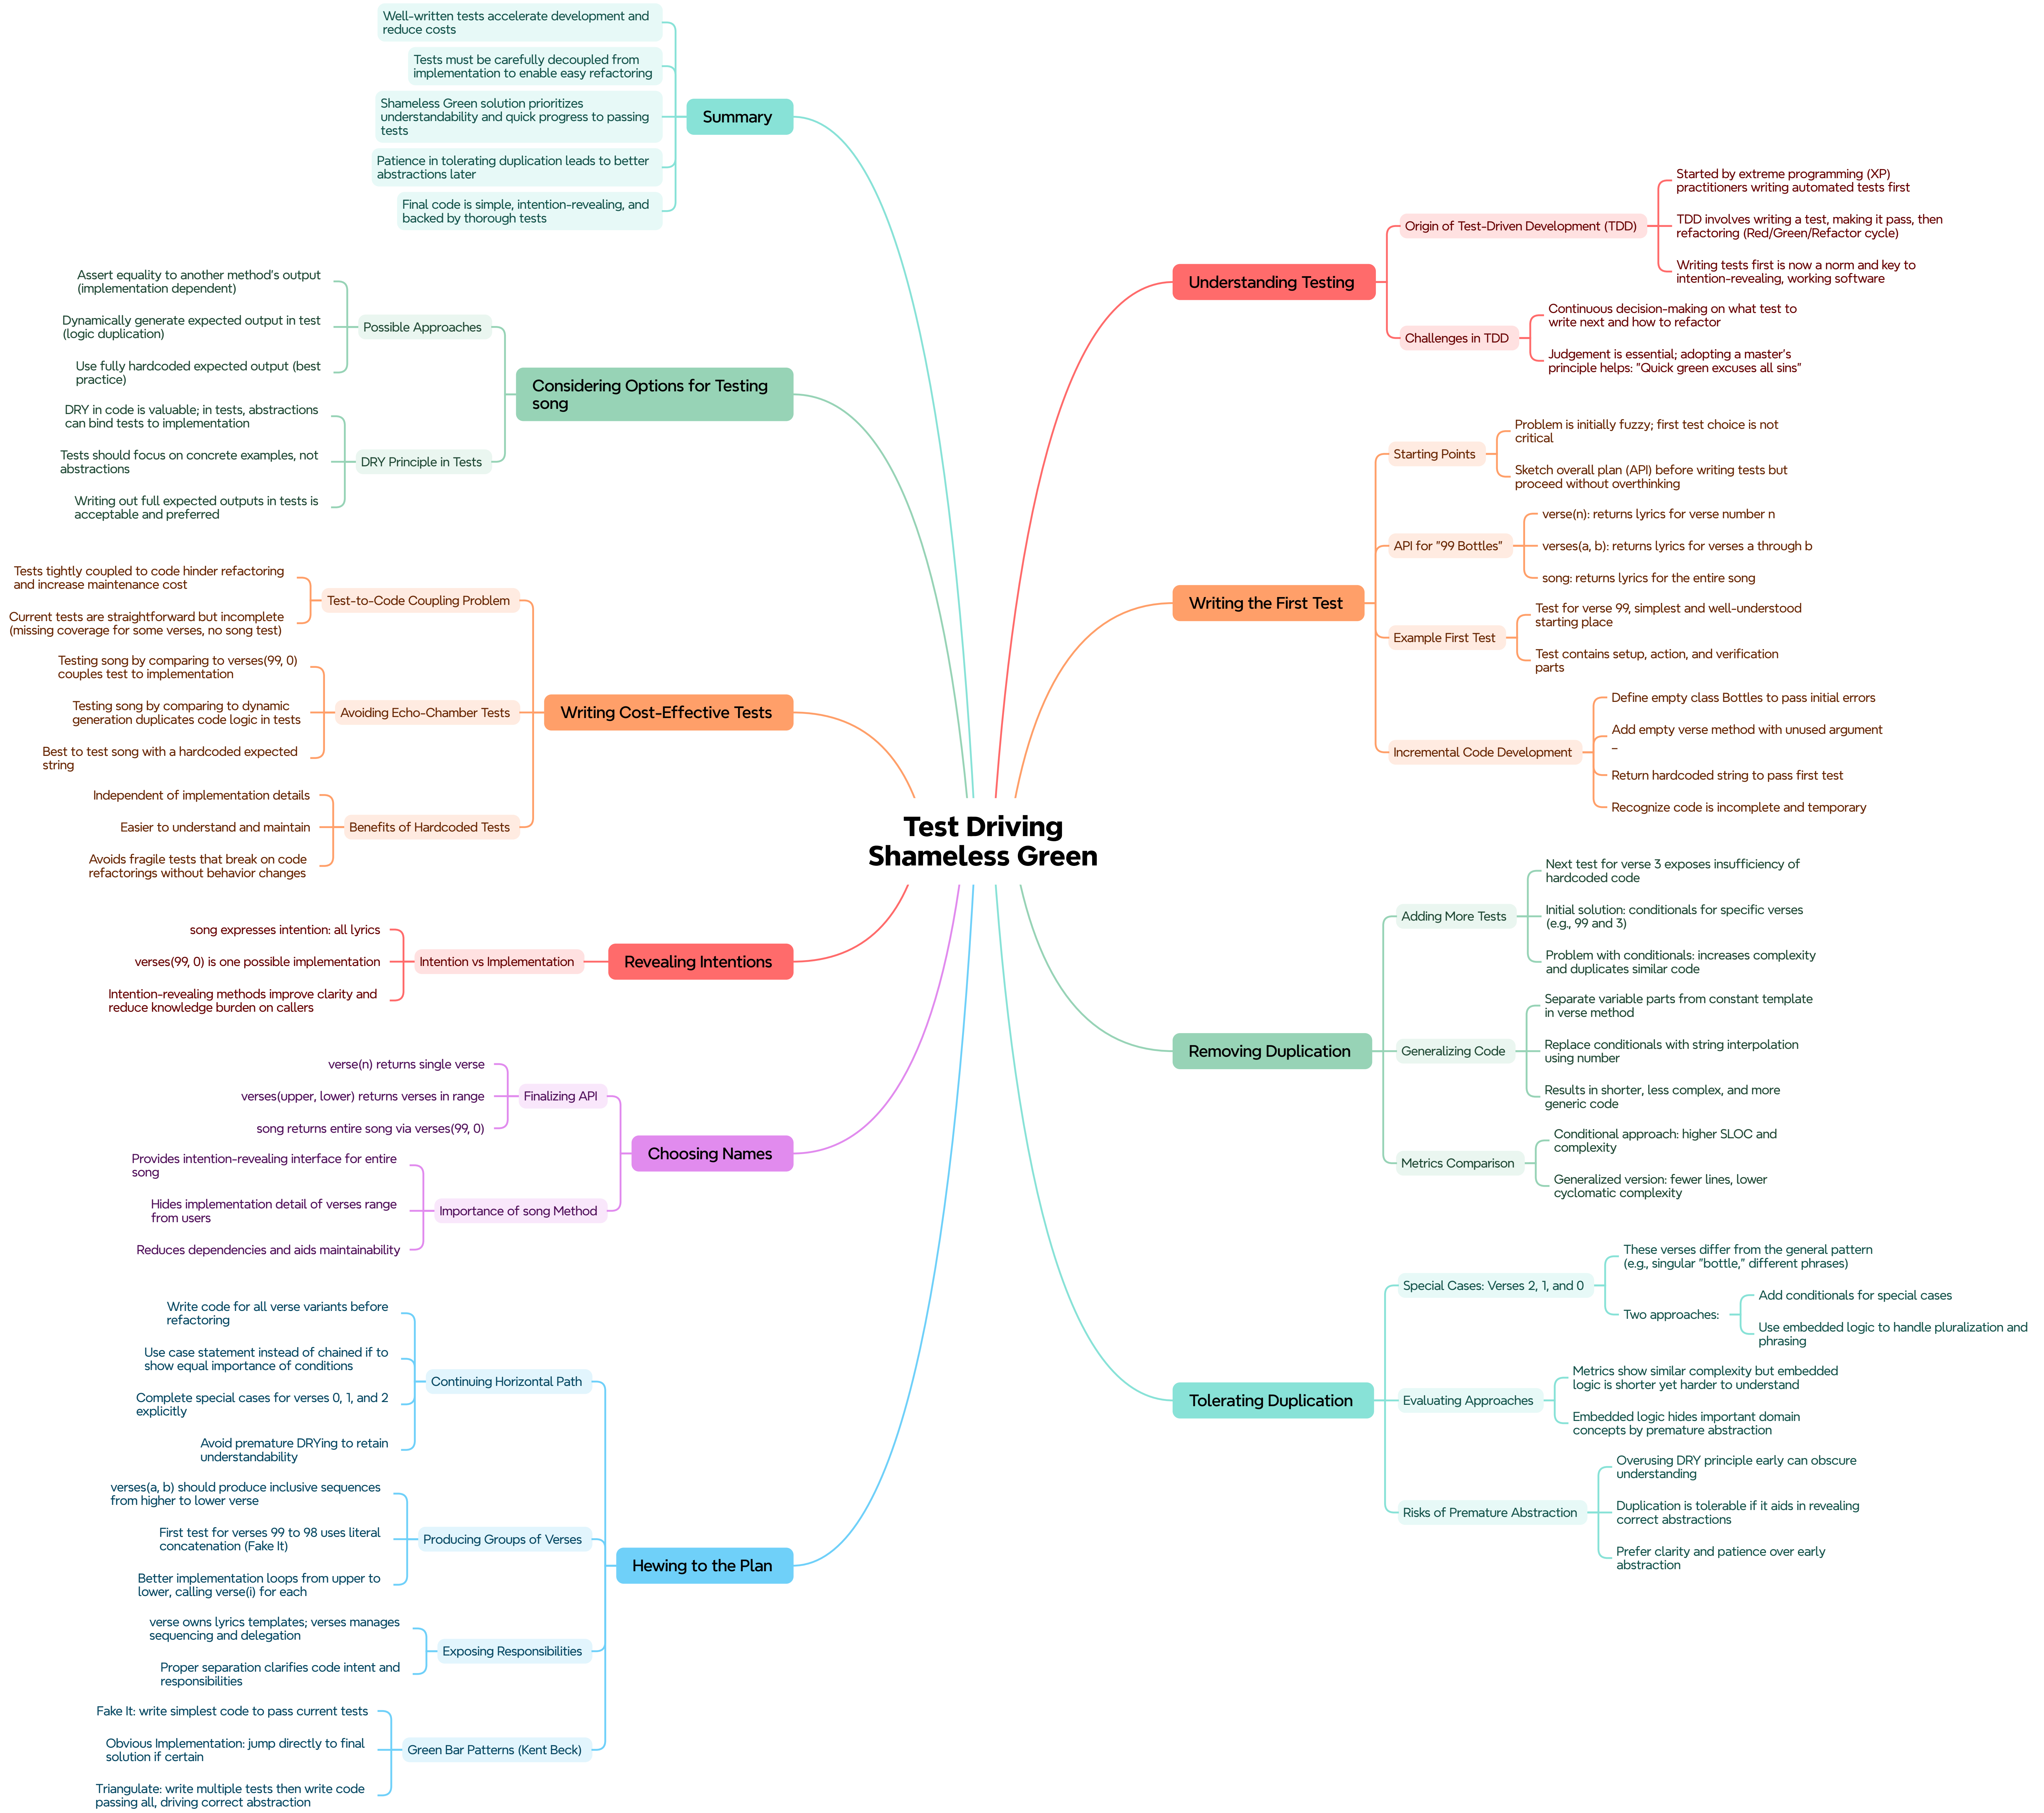 Test Driving
Shameless Green
Understanding Testing
Origin of Test-Driven Development (TDD)
Started by extreme programming (XP)
practitioners writing automated tests first
TDD involves writing a test, making it pass, then
refactoring (Red/Green/Refactor cycle)
Writing tests first is now a norm and key to
intention-revealing, working software
Challenges in TDD
Continuous decision-making on what test to
write next and how to refactor
Judgement is essential; adopting a master's
principle helps: "Quick green excuses all sins"
Writing the First Test
Starting Points
Problem is initially fuzzy; first test choice is not
critical
Sketch overall plan (API) before writing tests but
proceed without overthinking
API for "99 Bottles"
verse(n): returns lyrics for verse number n
verses(a, b): returns lyrics for verses a through b
song: returns lyrics for the entire song
Example First Test
Test for verse 99, simplest and well-understood
starting place
Test contains setup, action, and verification
parts
Incremental Code Development
Define empty class Bottles to pass initial errors
Add empty verse method with unused argument
_
Return hardcoded string to pass first test
Recognize code is incomplete and temporary
Removing Duplication
Adding More Tests
Next test for verse 3 exposes insufficiency of
hardcoded code
Initial solution: conditionals for specific verses
(e.g., 99 and 3)
Problem with conditionals: increases complexity
and duplicates similar code
Generalizing Code
Separate variable parts from constant template
in verse method
Replace conditionals with string interpolation
using number
Results in shorter, less complex, and more
generic code
Metrics Comparison
Conditional approach: higher SLOC and
complexity
Generalized version: fewer lines, lower
cyclomatic complexity
Tolerating Duplication
Special Cases: Verses 2, 1, and 0
These verses differ from the general pattern
(e.g., singular "bottle," different phrases)
Two approaches:
Add conditionals for special cases
Use embedded logic to handle pluralization and
phrasing
Evaluating Approaches
Metrics show similar complexity but embedded
logic is shorter yet harder to understand
Embedded logic hides important domain
concepts by premature abstraction
Risks of Premature Abstraction
Overusing DRY principle early can obscure
understanding
Duplication is tolerable if it aids in revealing
correct abstractions
Prefer clarity and patience over early
abstraction
Summary
Well-written tests accelerate development and
reduce costs
Tests must be carefully decoupled from
implementation to enable easy refactoring
Shameless Green solution prioritizes
understandability and quick progress to passing
tests
Patience in tolerating duplication leads to better
abstractions later
Final code is simple, intention-revealing, and
backed by thorough tests
Considering Options for Testing
song
Possible Approaches
Assert equality to another method's output
(implementation dependent)
Dynamically generate expected output in test
(logic duplication)
Use fully hardcoded expected output (best
practice)
DRY Principle in Tests
DRY in code is valuable; in tests, abstractions
can bind tests to implementation
Tests should focus on concrete examples, not
abstractions
Writing out full expected outputs in tests is
acceptable and preferred
Writing Cost-Effective Tests
Test-to-Code Coupling Problem
Tests tightly coupled to code hinder refactoring
and increase maintenance cost
Current tests are straightforward but incomplete
(missing coverage for some verses, no song test)
Avoiding Echo-Chamber Tests
Testing song by comparing to verses(99, 0)
couples test to implementation
Testing song by comparing to dynamic
generation duplicates code logic in tests
Best to test song with a hardcoded expected
string
Benefits of Hardcoded Tests
Independent of implementation details
Easier to understand and maintain
Avoids fragile tests that break on code
refactorings without behavior changes
Revealing Intentions
Intention vs Implementation
song expresses intention: all lyrics
verses(99, 0) is one possible implementation
Intention-revealing methods improve clarity and
reduce knowledge burden on callers
Choosing Names
Finalizing API
verse(n) returns single verse
verses(upper, lower) returns verses in range
song returns entire song via verses(99, 0)
Importance of song Method
Provides intention-revealing interface for entire
song
Hides implementation detail of verses range
from users
Reduces dependencies and aids maintainability
Hewing to the Plan
Continuing Horizontal Path
Write code for all verse variants before
refactoring
Use case statement instead of chained if to
show equal importance of conditions
Complete special cases for verses 0, 1, and 2
explicitly
Avoid premature DRYing to retain
understandability
Producing Groups of Verses
verses(a, b) should produce inclusive sequences
from higher to lower verse
First test for verses 99 to 98 uses literal
concatenation (Fake It)
Better implementation loops from upper to
lower, calling verse(i) for each
Exposing Responsibilities
verse owns lyrics templates; verses manages
sequencing and delegation
Proper separation clarifies code intent and
responsibilities
Green Bar Patterns (Kent Beck)
Fake It: write simplest code to pass current tests
Obvious Implementation: jump directly to final
solution if certain
Triangulate: write multiple tests then write code
passing all, driving correct abstraction